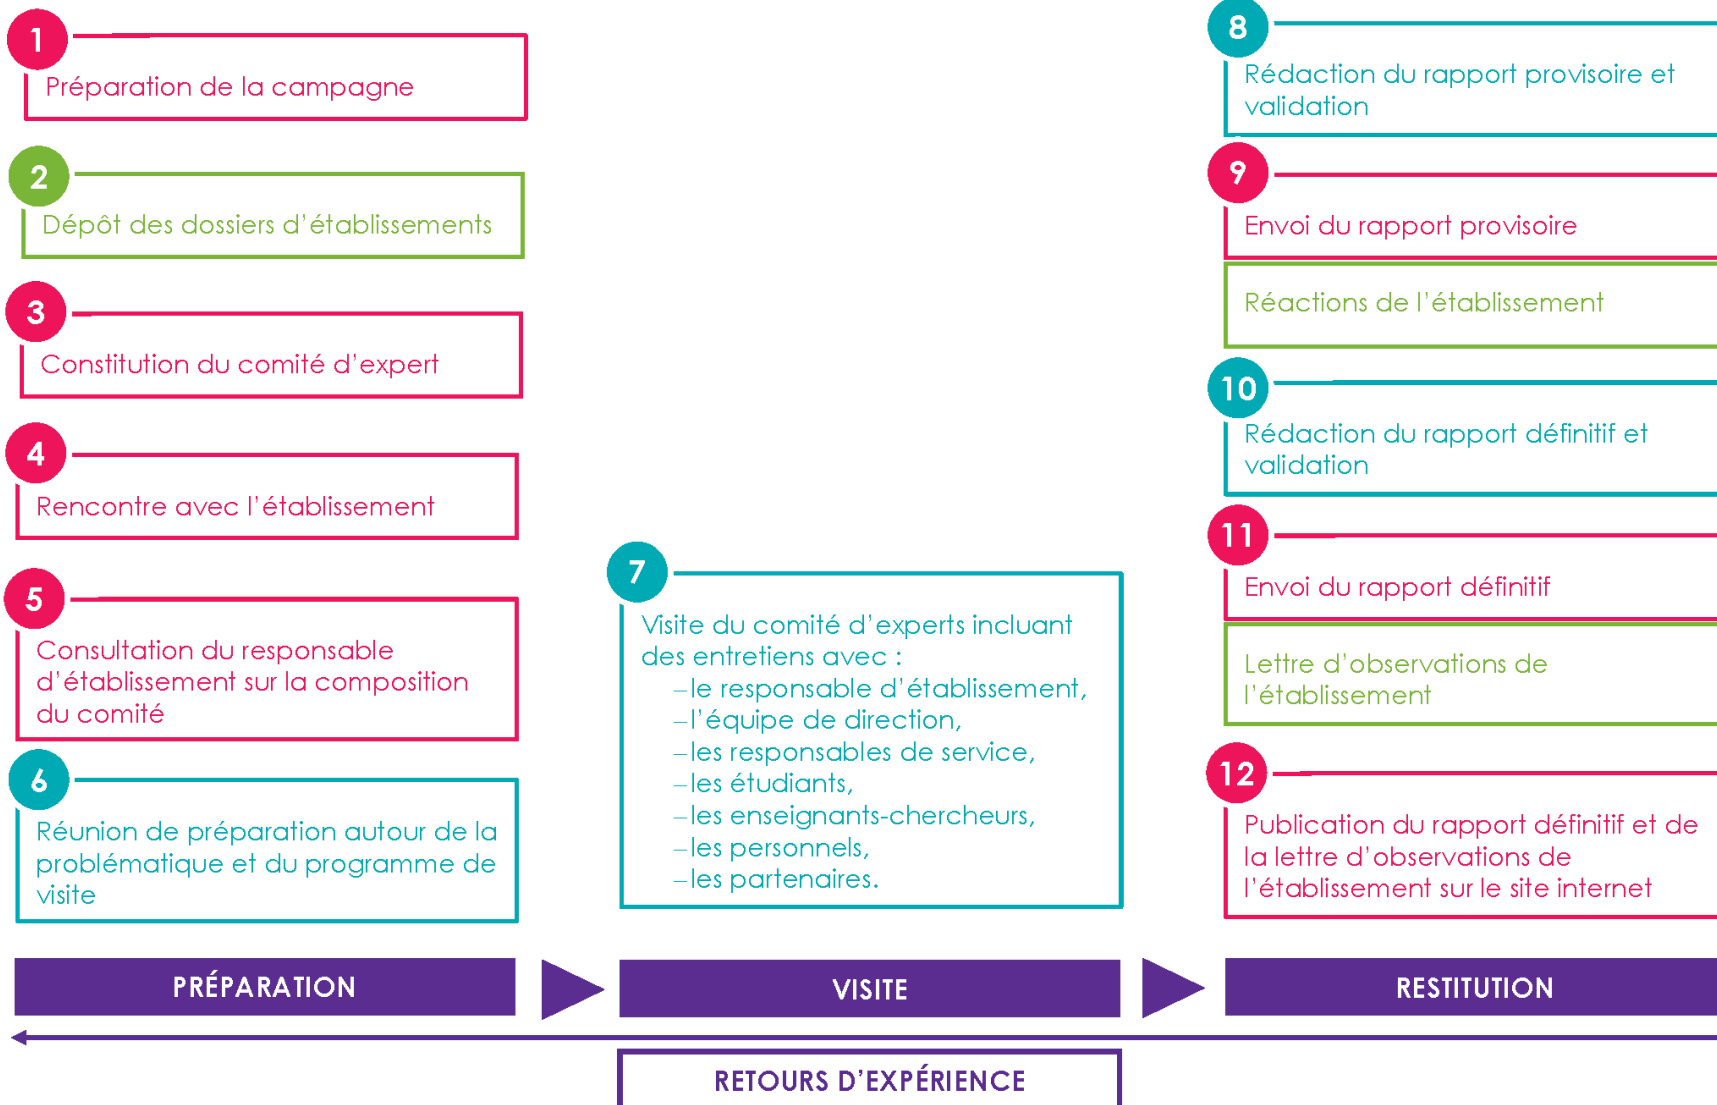 1
Préparation de la campagne
2
Dépôt des dossiers d'établissements
3
Constitution du comité d'expert
4
Rencontre avec l'établissement
5
Consultation du responsable
d'établissement sur la composition
du comité
6
Réunion de préparation autour de la
problématique et du programme de
visite
7
Visite du comité d'experts incluant
des entretiens avec :
–le responsable d'établissement,
–l'équipe de direction,
–les responsables de service,
–les étudiants,
–les enseignants-chercheurs,
–les personnels,
–les partenaires.
8
Rédaction du rapport provisoire et
validation
9
Envoi du rapport provisoire
Réactions de l'établissement
10
Rédaction du rapport définitif et
validation
11
Envoi du rapport définitif
Lettre d'observations de
l'établissement
12
Publication du rapport définitif et de
la lettre d'observations de
l'établissement sur le site internet
PRÉPARATION
VISITE
RESTITUTION
RETOURS D'EXPÉRIENCE